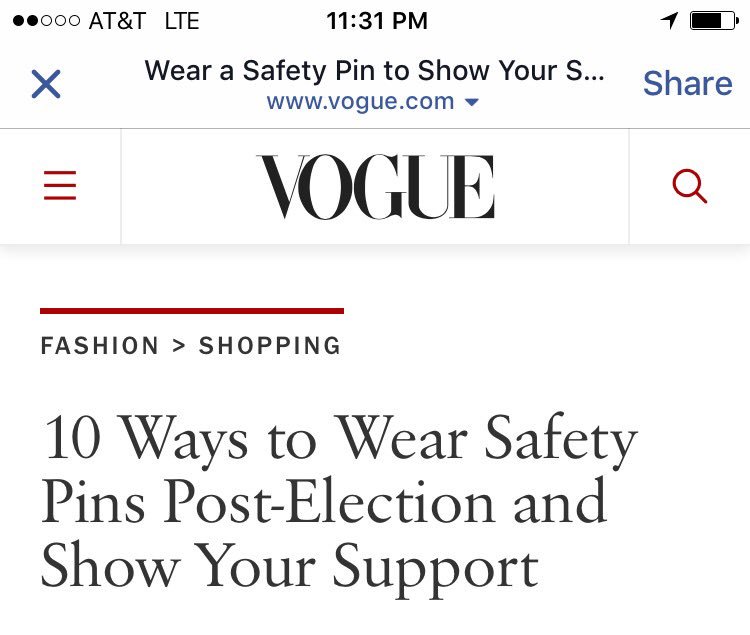 AT&T LTE 11:31 PM
Wear a Safety Pin to Show Your S...
www.vogue.com
Share
VOGUE
FASHION > SHOPPING
10 Ways to Wear Safety
Pins Post-Election and
Show Your Support